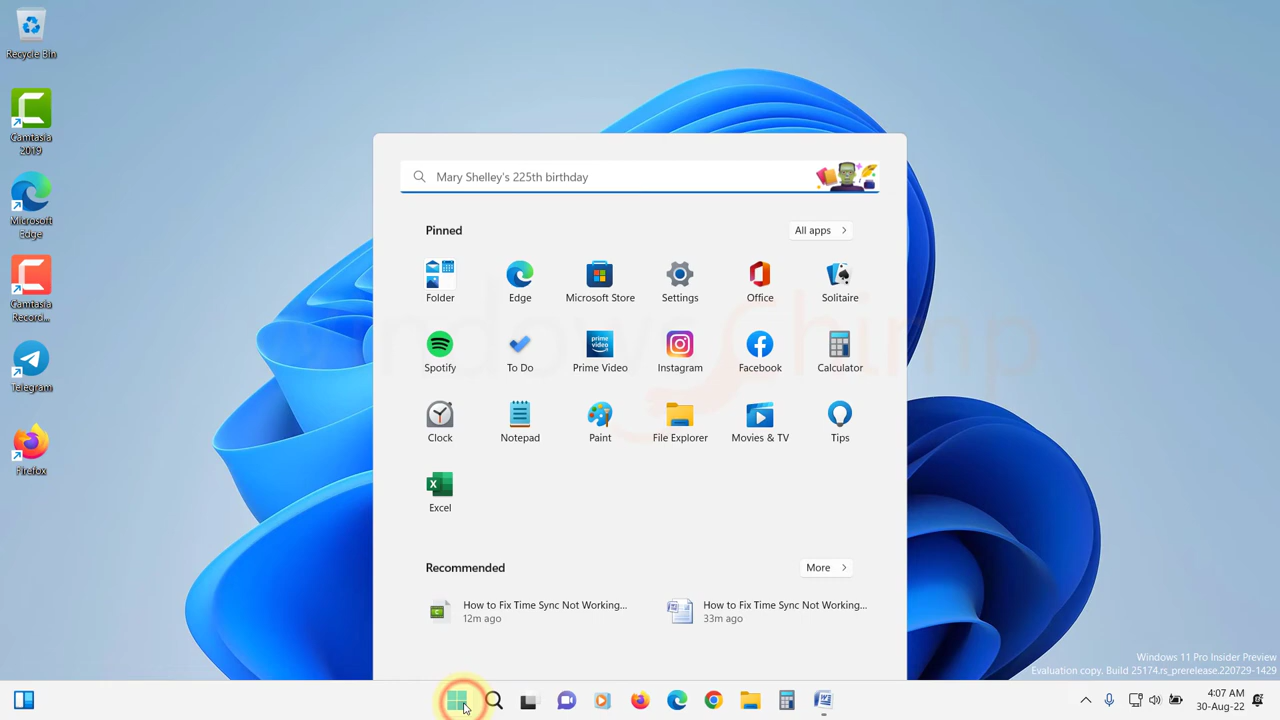 Recycle Bin
Camtasia
2019
Microsoft
Edge
Camtasia
Record...
Telegram
Firefox
Mary Shelley's 225th birthday
Pinned
All apps
Folder
Edge
Microsoft Store
Settings
Office
Solitaire
Spotify
To Do
prime
video
Prime Video
Instagram
Facebook
Calculator
Clock
Notepad
Paint
File Explorer
Movies & TV
Tips
Excel
Recommended
More
How to Fix Time Sync Not Working...
12m ago
How to Fix Time Sync Not Working...
33m ago
Windows 11 Pro Insider Preview
Evaluation copy. Build 25174.rs_prerelease.220729-1429
4:07 AM
30-Aug-22